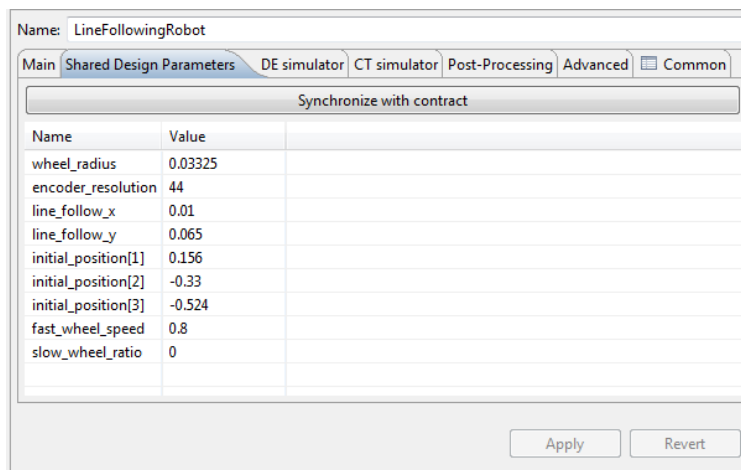 Name: LineFollowingRobot
Main Shared Design Parameters DE simulator CT simulator Post-Processing Advanced Common
Synchronize with contract
Name Value
wheel_radius 0.03325
encoder_resolution 44
line_follow_x 0.01
line_follow_y 0.065
initial_position[1] 0.156
initial_position[2] -0.33
initial_position[3] -0.524
fast_wheel_speed 0.8
slow_wheel_ratio 0
Apply Revert